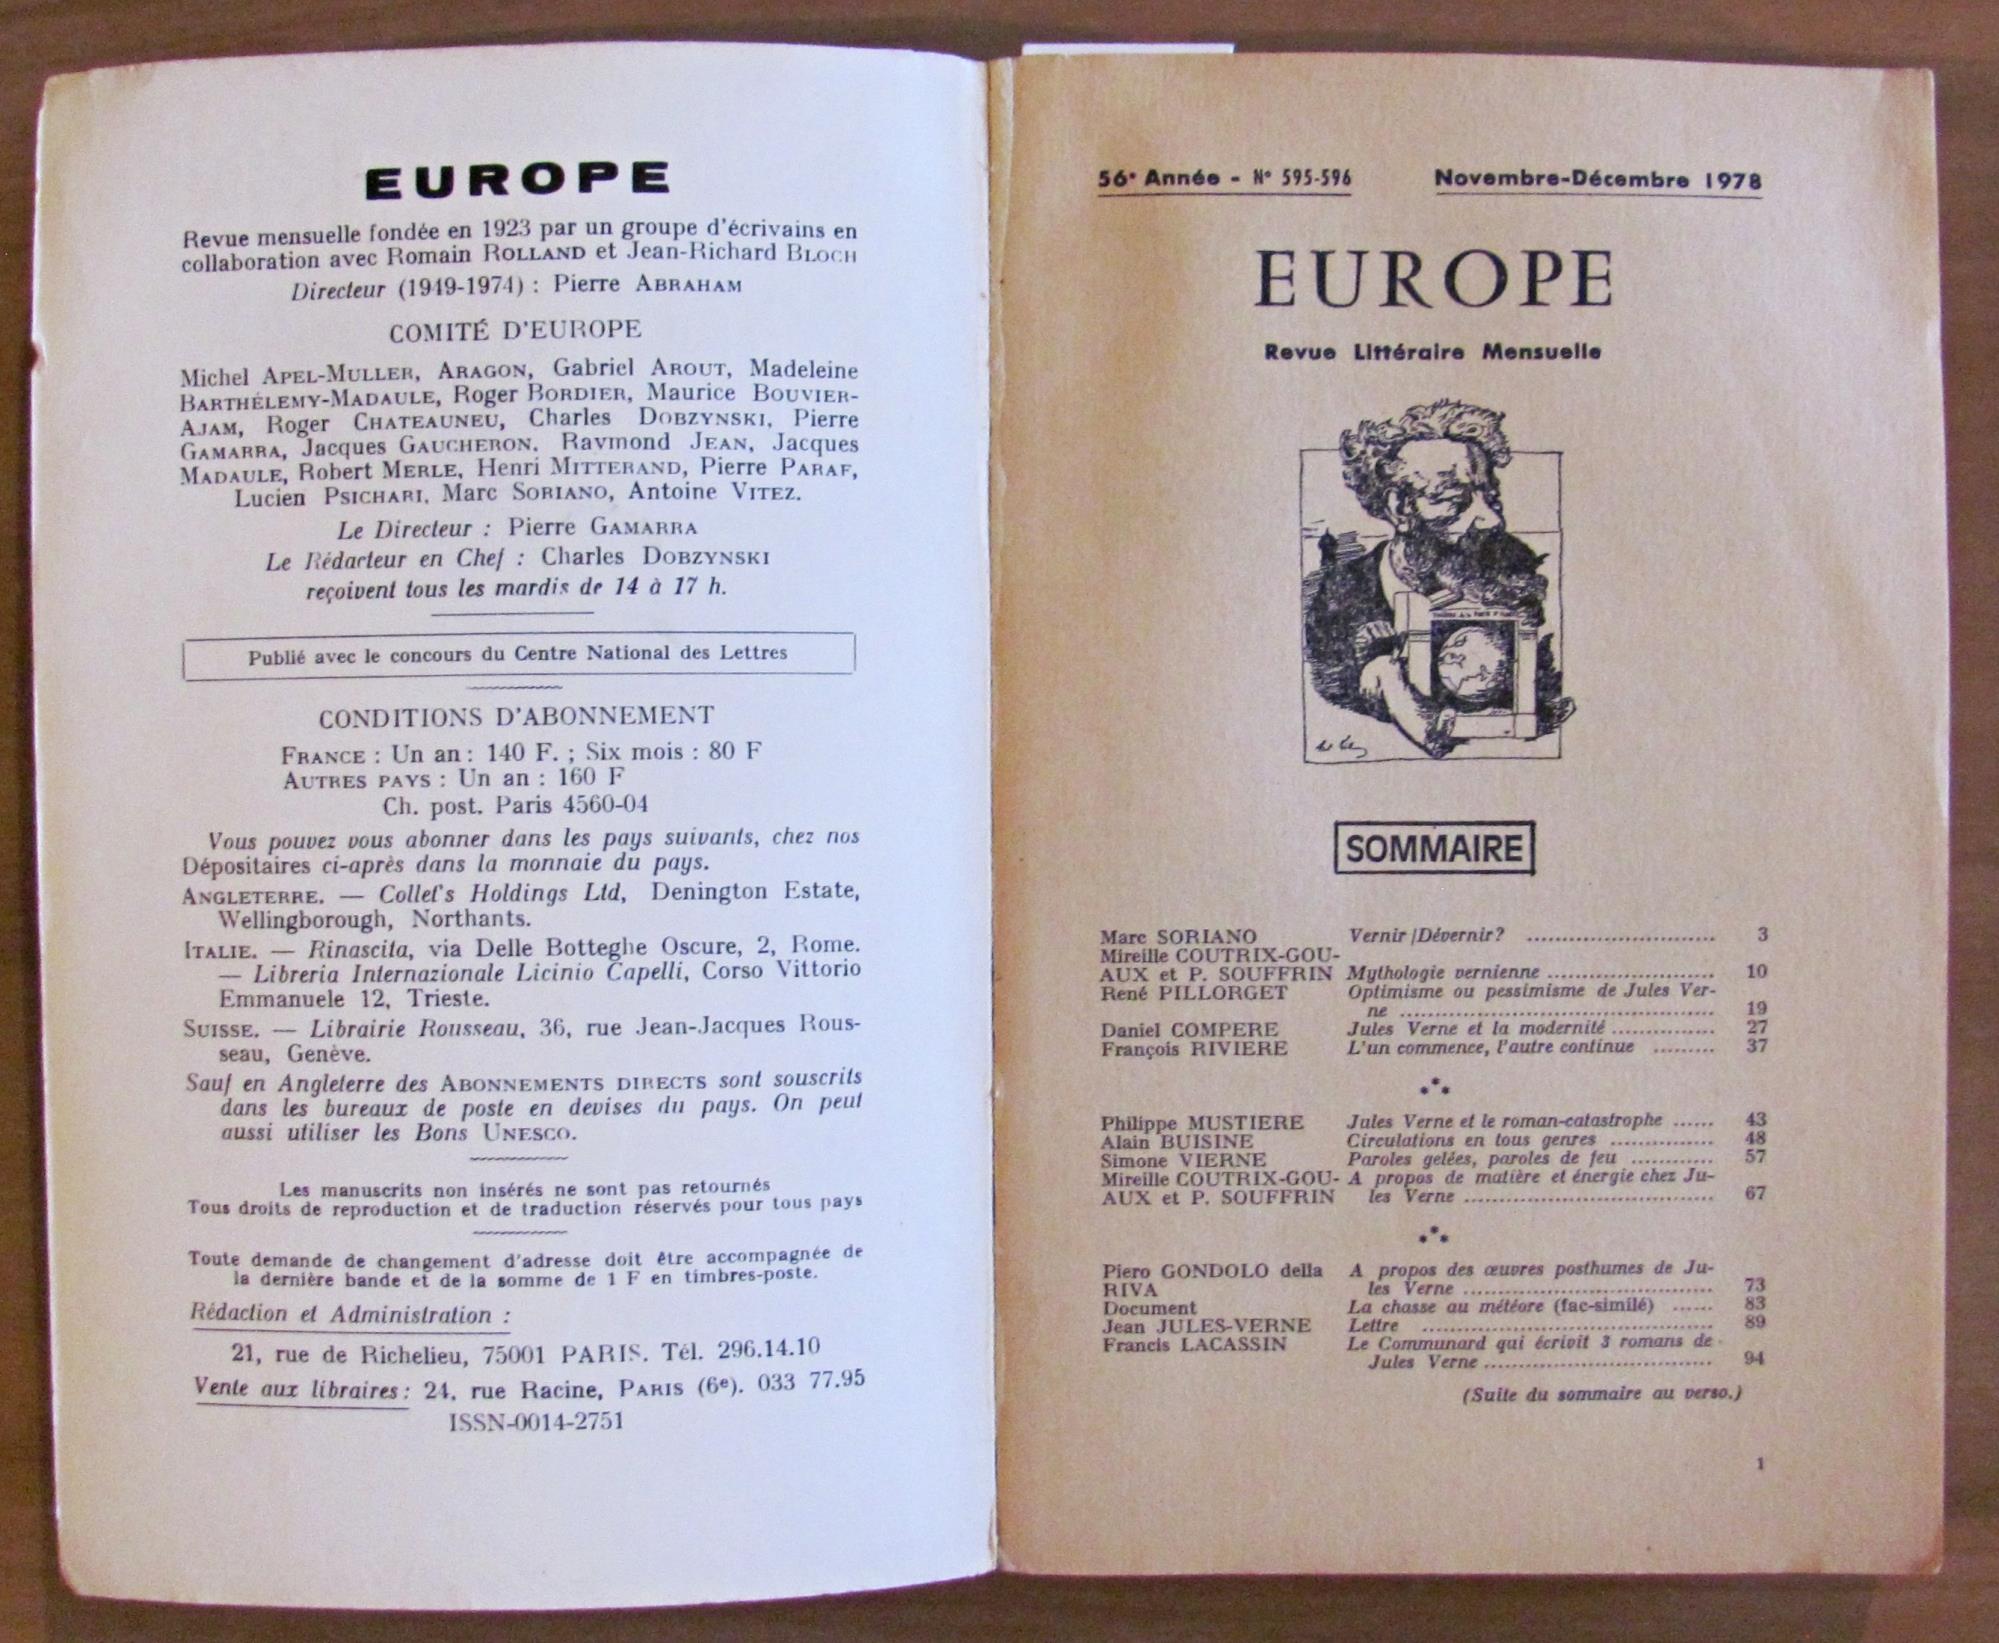 EUROPE
Revue mensuelle fondée en 1923 par un groupe d'écrivains en
collaboration avec Romain ROLLAND et Jean-Richard BLOCH
Directeur (1949-1974) : Pierre ABRAHAM
COMITÉ D'EUROPE
Michel APEL-MULLER, ARAGON, Gabriel AROUT, Madeleine
BARTHÉLEMY-MADAULE, Roger BORDIER, Maurice BOUVIER-
AJAM, Roger CHATEAUNEU, Charles DOBZYNSKI, Pierre
GAMARRA, Jacques GAUCHERON, Raymond JEAN, Jacques
MADAULE, Robert MERLE, Henri MITTERAND, Pierre PARAF,
Lucien PSICHARI, Marc SORIANO, Antoine VITEZ.
Le Directeur : Pierre GAMARRA
Le Rédacteur en Chef : Charles DOBZYNSKI
reçoivent tous les mardis de 14 à 17 h.
Publié avec le concours du Centre National des Lettres
CONDITIONS D'ABONNEMENT
FRANCE : Un an : 140 F. ; Six mois : 80 F
AUTRES PAYS : Un an : 160 F
Ch. post. Paris 4560-04
Vous pouvez vous abonner dans les pays suivants, chez nos
Dépositaires ci-après dans la monnaie du pays.
ANGLETERRE. — Collet's Holdings Ltd, Denington Estate,
Wellingborough, Northants.
ITALIE. — Rinascita, via Delle Botteghe Oscure, 2, Rome.
— Libreria Internazionale Licinio Capelli, Corso Vittorio
Emmanuele 12, Trieste.
SUISSE. — Librairie Rousseau, 36, rue Jean-Jacques Rous-
seau, Genève.
Sauf en Angleterre des ABONNEMENTS DIRECTS sont souscrits
dans les bureaux de poste en devises du pays. On peut
aussi utiliser les Bons UNESCO.
Les manuscrits non insérés ne sont pas retournés
Tous droits de reproduction et de traduction réservés pour tous pays
Toute demande de changement d'adresse doit être accompagnée de
la dernière bande et de la somme de 1 F en timbres-poste.
Rédaction et Administration :
21, rue de Richelieu, 75001 PARIS. Tél. 296.14.10
Vente aux libraires : 24, rue Racine, PARIS (6e). 033 77.95
ISSN-0014-2751
56e Année - N° 595-596 Novembre-Décembre 1978
EUROPE
Revue Littéraire Mensuelle
SOMMAIRE
Marc SORIANO Vernir /Dévernir? .......... 3
Mireille COUTRIX-GOU-
AUX et P. SOUFFRIN Mythologie vernienne .......... 10
René PILLORGET Optimisme ou pessimisme de Jules Ver-
ne .......... 19
Daniel COMPERE Jules Verne et la modernité .......... 27
François RIVIERE L'un commence, l'autre continue .......... 37
Philippe MUSTIERE Jules Verne et le roman-catastrophe ...... 43
Alain BUISINE Circulations en tous genres .......... 48
Simone VIERNE Paroles gelées, paroles de feu .......... 57
Mireille COUTRIX-GOU- A propos de matière et énergie chez Ju-
AUX et P. SOUFFRIN les Verne .......... 67
Piero GONDOLO della A propos des œuvres posthumes de Ju-
RIVA les Verne .......... 73
Document La chasse au météore (fac-similé) ...... 83
Jean JULES-VERNE Lettre .......... 89
Francis LACASSIN Le Communard qui écrivit 3 romans de
Jules Verne .......... 94
(Suite du sommaire au verso.)
1